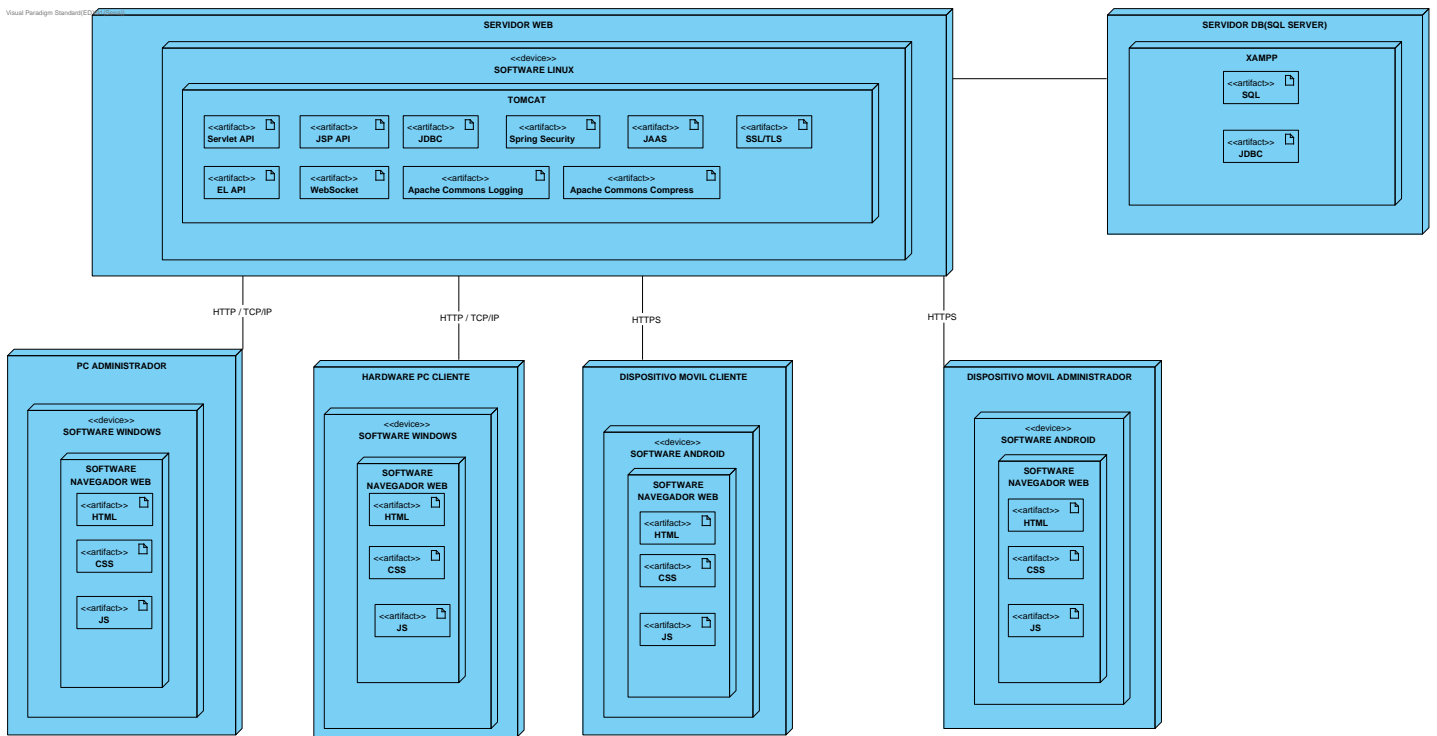 Visual Paradigm Standard
SERVIDOR WEB
<<device>>
SOFTWARE LINUX
TOMCAT
<<artifact>>
Servlet API
<<artifact>>
JSP API
<<artifact>>
JDBC
<<artifact>>
Spring Security
<<artifact>>
JAAS
<<artifact>>
SSL/TLS
<<artifact>>
EL API
<<artifact>>
WebSocket
<<artifact>>
Apache Commons Logging
<<artifact>>
Apache Commons Compress
SERVIDOR DB(SQL SERVER)
XAMPP
<<artifact>>
SQL
<<artifact>>
JDBC
HTTP / TCP/IP
HTTP / TCP/IP
HTTPS
HTTPS
PC ADMINISTRADOR
<<device>>
SOFTWARE WINDOWS
SOFTWARE
NAVEGADOR WEB
<<artifact>>
HTML
<<artifact>>
CSS
<<artifact>>
JS
HARDWARE PC CLIENTE
<<device>>
SOFTWARE WINDOWS
SOFTWARE
NAVEGADOR WEB
<<artifact>>
HTML
<<artifact>>
CSS
<<artifact>>
JS
DISPOSITIVO MOVIL CLIENTE
<<device>>
SOFTWARE ANDROID
SOFTWARE
NAVEGADOR WEB
<<artifact>>
HTML
<<artifact>>
CSS
<<artifact>>
JS
DISPOSITIVO MOVIL ADMINISTRADOR
<<device>>
SOFTWARE ANDROID
SOFTWARE
NAVEGADOR WEB
<<artifact>>
HTML
<<artifact>>
CSS
<<artifact>>
JS